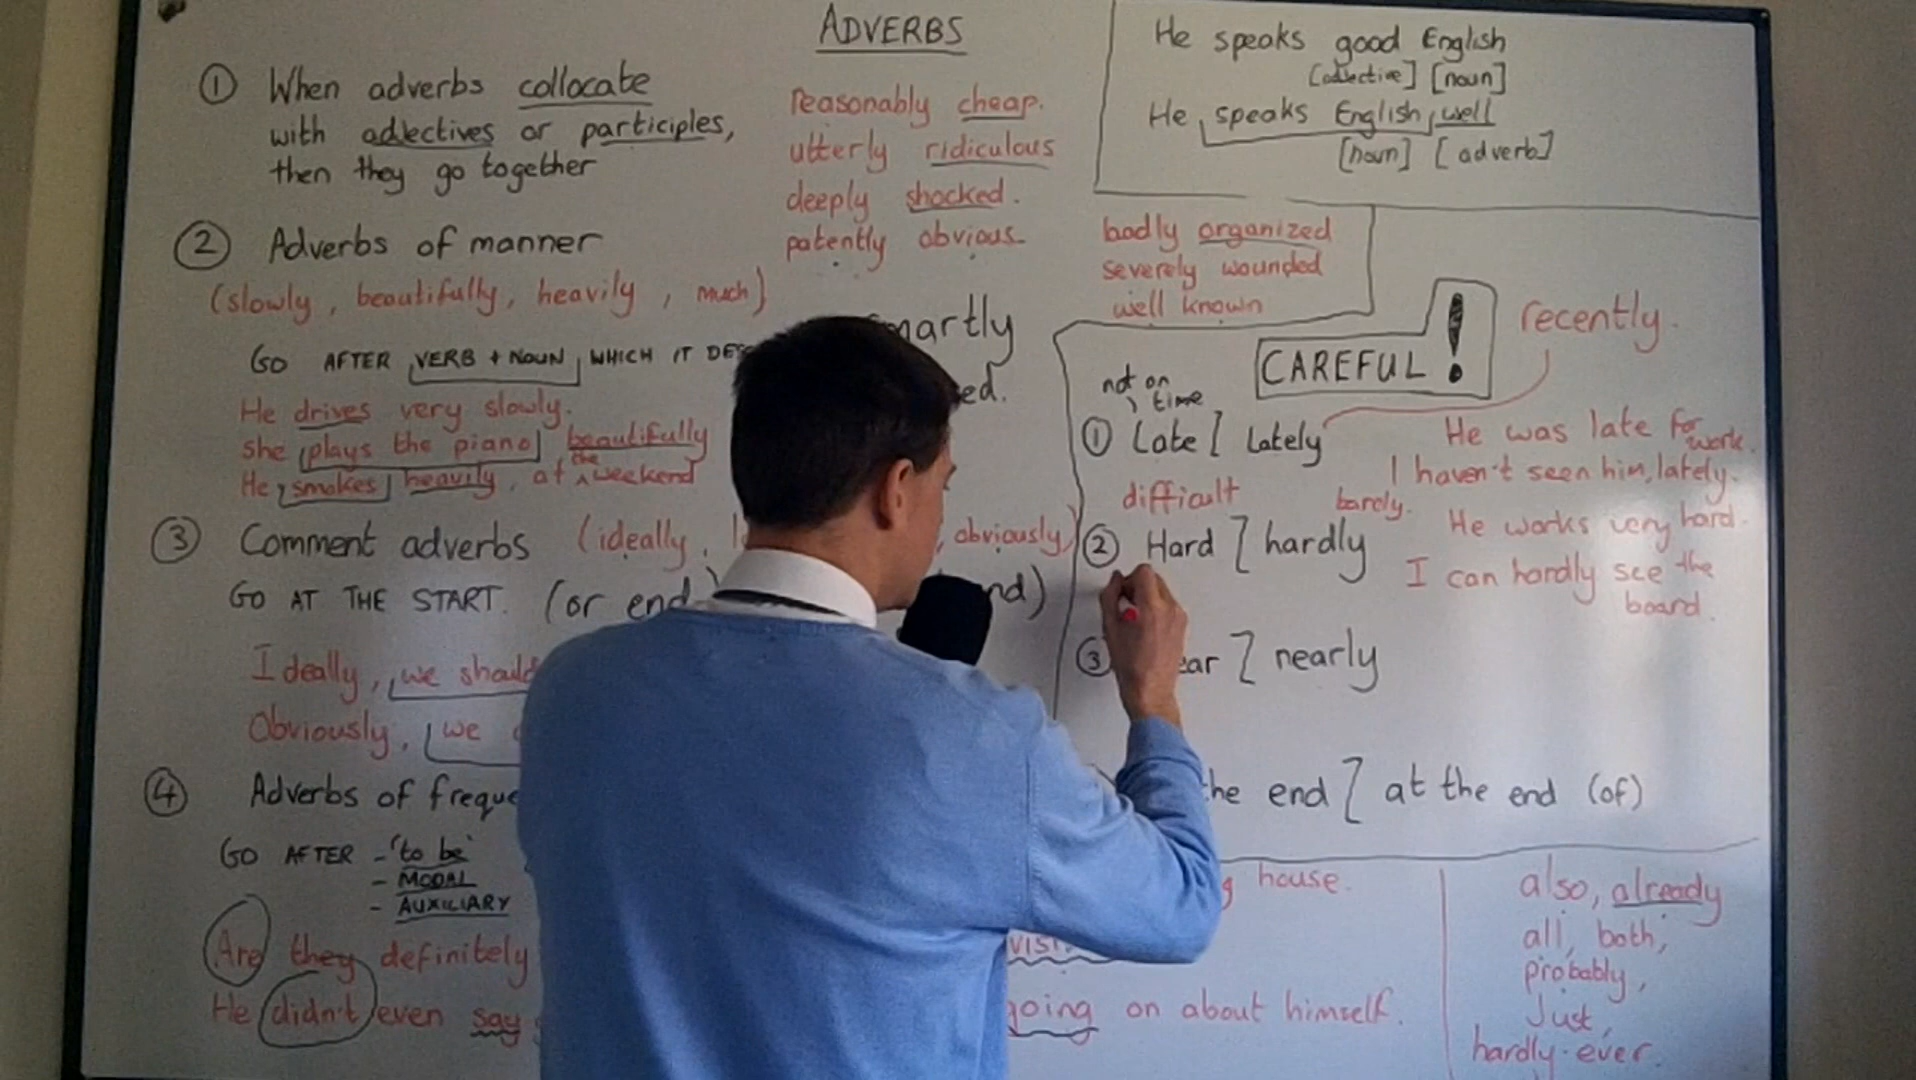 ADVERBS
① When adverbs collocate
with adjectives or participles,
then they go together
reasonably cheap.
utterly ridiculous
deeply shocked.
patently obvious.
He speaks good English
[adjective] [noun]
He speaks English well
[noun] [adverb]
badly organized
severely wounded
well known
② Adverbs of manner
(slowly, beautifully, heavily, much)
GO AFTER VERB + NOUN, WHICH IT
He drives very slowly.
She plays the piano beautifully
He smokes heavily, at the weekend
③ Comment adverbs (ideally, obviously)
GO AT THE START. (or end)
Ideally, we should
Obviously, we
④ Adverbs of
GO AFTER - 'to be'
- MODAL
- AUXILIARY
Are they definitely
He didn't even say going on about himself.
CAREFUL!
recently.
not on
time
① Late ] lately
He was late for work.
I haven't seen him, lately.
difficult
barely.
② Hard ] hardly
He works very hard.
I can hardly see the
board.
③ ] nearly
the end ] at the end (of)
house.
also, already
all, both,
probably,
Just,
hardly ever.